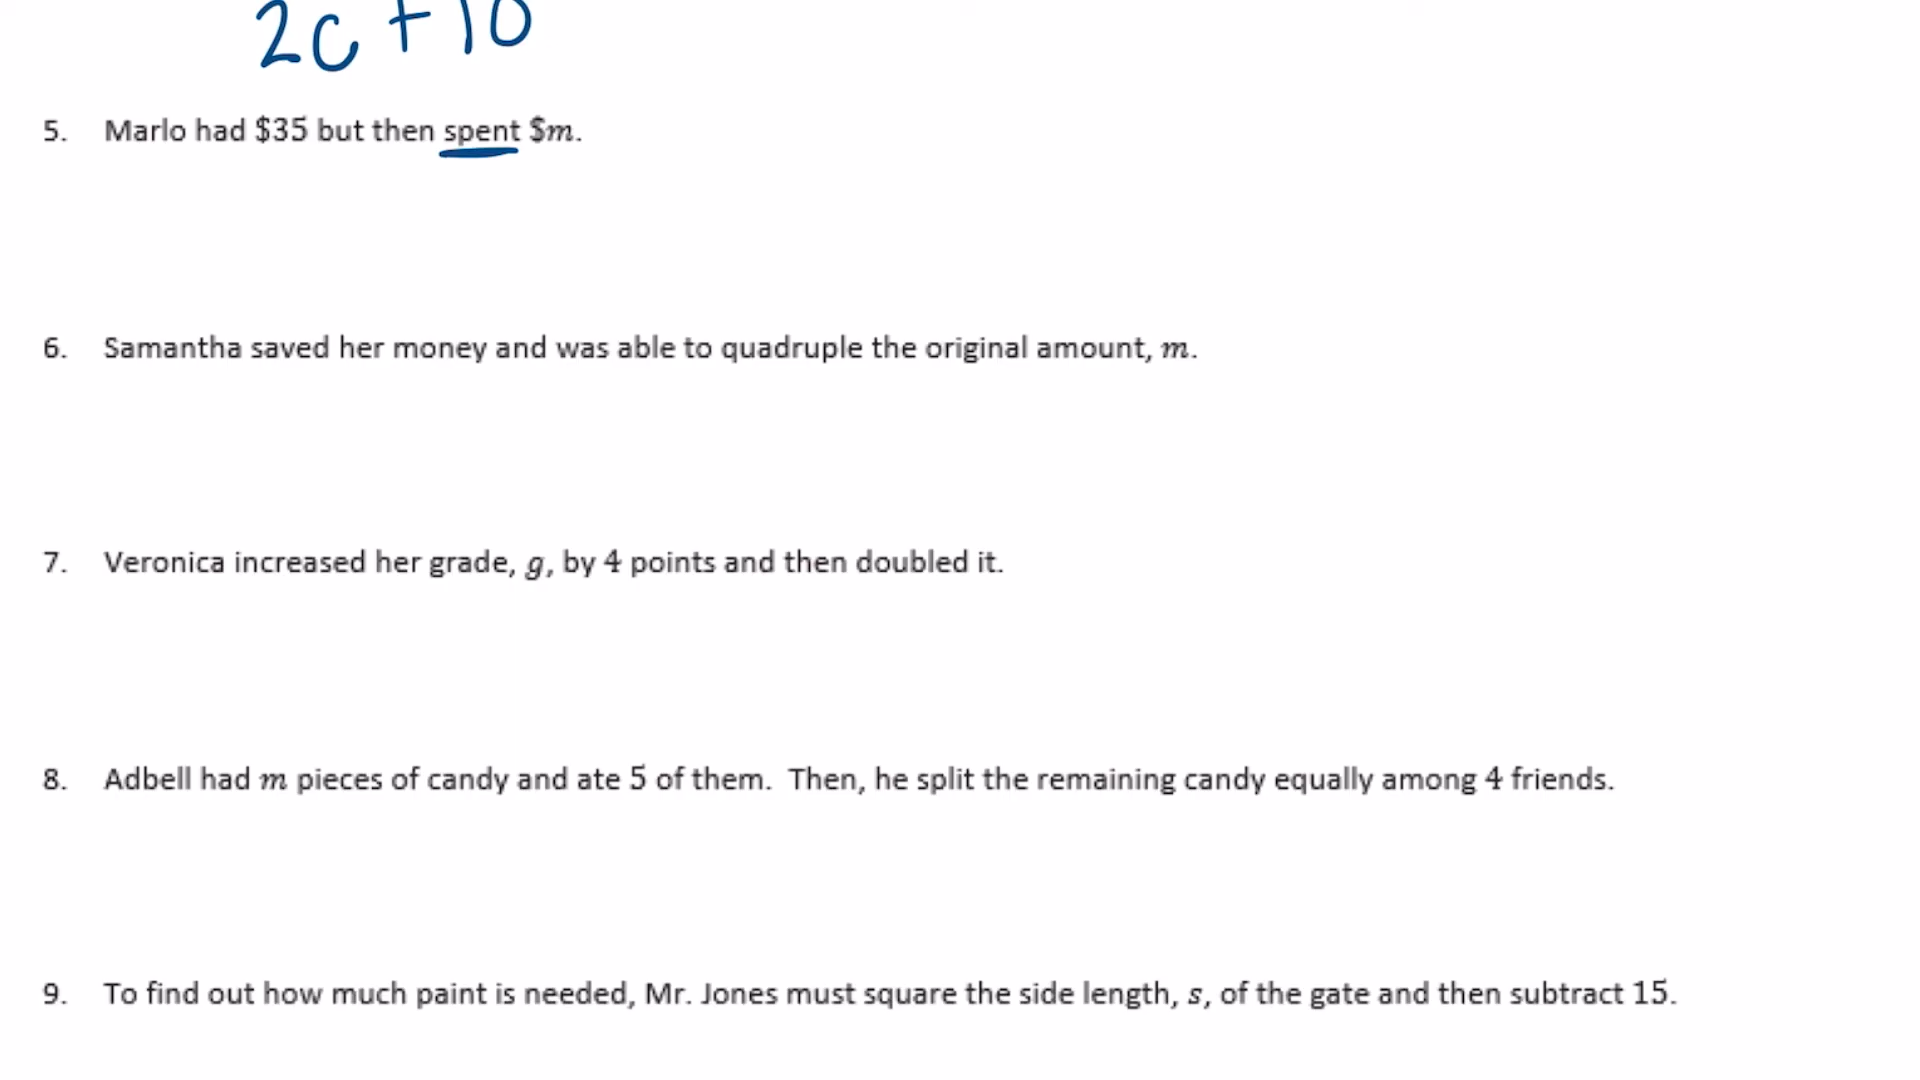 2c + 10
5. Marlo had $35 but then spent $m.
6. Samantha saved her money and was able to quadruple the original amount, m.
7. Veronica increased her grade, g, by 4 points and then doubled it.
8. Adbell had m pieces of candy and ate 5 of them. Then, he split the remaining candy equally among 4 friends.
9. To find out how much paint is needed, Mr. Jones must square the side length, s, of the gate and then subtract 15.